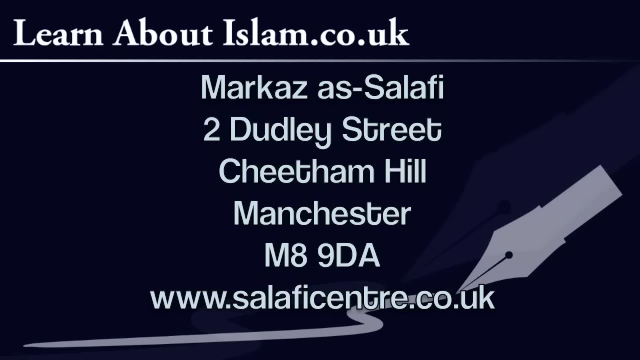 Learn About Islam.co.uk
Markaz as-Salafi
2 Dudley Street
Cheetham Hill
Manchester
M8 9DA
www.salaficentre.co.uk